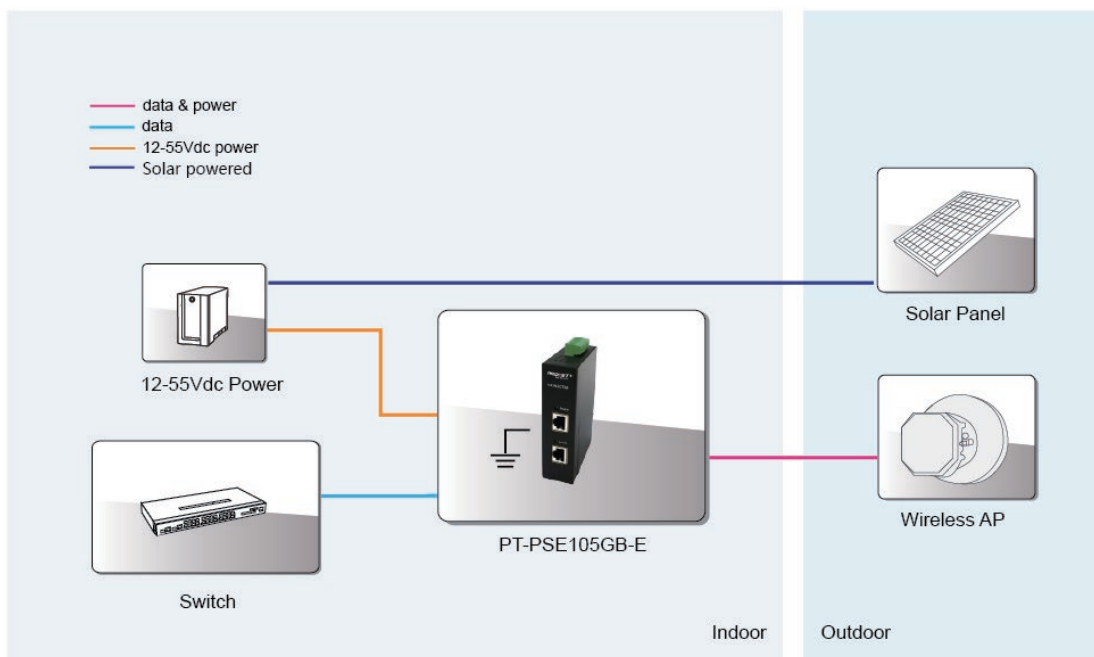 data & power
data
12-55Vdc power
Solar powered
Solar Panel
12-55Vdc Power
Wireless AP
PT-PSE105GB-E
Switch
Indoor
Outdoor